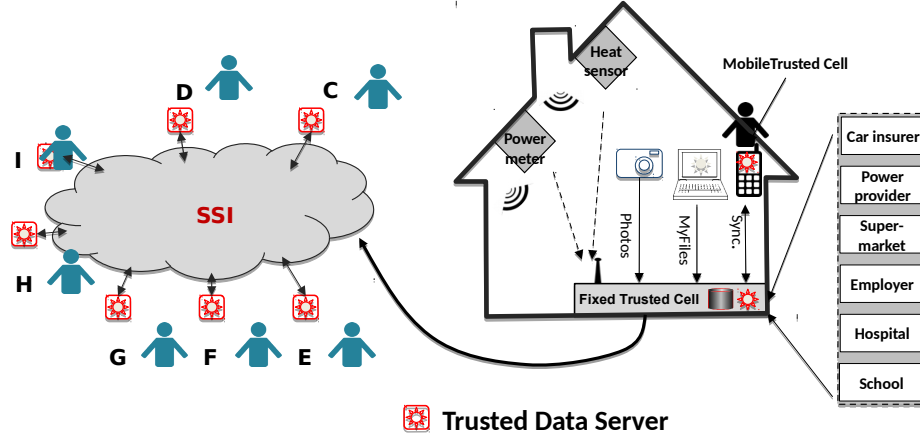 Heat
sensor
MobileTrusted Cell
D
C
Power
meter
I
Car insurer
Power
provider
SSI
Super-
market
Photos
MyFiles
Sync.
H
Employer
Fixed Trusted Cell
Hospital
G
F
E
School
Trusted Data Server